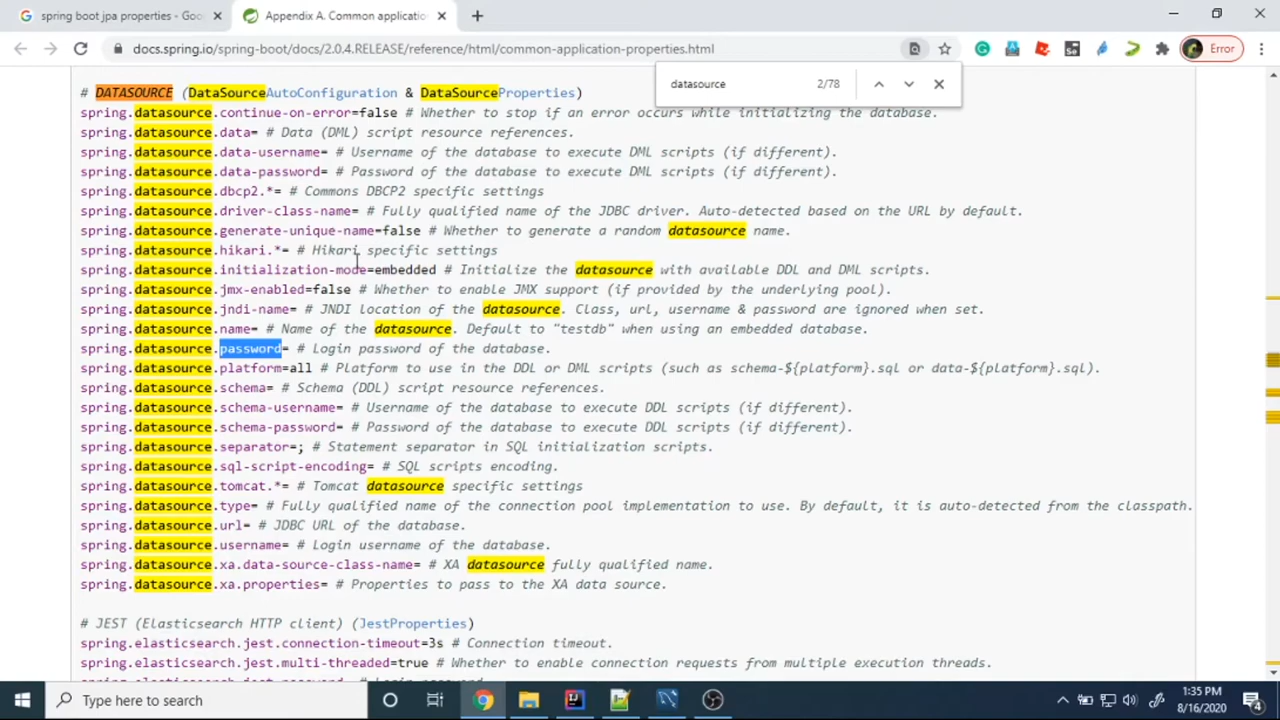 spring boot jpa properties - Goo
Appendix A. Common application
docs.spring.io/spring-boot/docs/2.0.4.RELEASE/reference/html/common-application-properties.html
Error
datasource 2/78
# DATASOURCE (DataSourceAutoConfiguration & DataSourceProperties)
spring.datasource.continue-on-error=false # Whether to stop if an error occurs while initializing the database.
spring.datasource.data= # Data (DML) script resource references.
spring.datasource.data-username= # Username of the database to execute DML scripts (if different).
spring.datasource.data-password= # Password of the database to execute DML scripts (if different).
spring.datasource.dbcp2.*= # Commons DBCP2 specific settings
spring.datasource.driver-class-name= # Fully qualified name of the JDBC driver. Auto-detected based on the URL by default.
spring.datasource.generate-unique-name=false # Whether to generate a random datasource name.
spring.datasource.hikari.*= # Hikari specific settings
spring.datasource.initialization-mode=embedded # Initialize the datasource with available DDL and DML scripts.
spring.datasource.jmx-enabled=false # Whether to enable JMX support (if provided by the underlying pool).
spring.datasource.jndi-name= # JNDI location of the datasource. Class, url, username & password are ignored when set.
spring.datasource.name= # Name of the datasource. Default to "testdb" when using an embedded database.
spring.datasource.password= # Login password of the database.
spring.datasource.platform=all # Platform to use in the DDL or DML scripts (such as schema-${platform}.sql or data-${platform}.sql).
spring.datasource.schema= # Schema (DDL) script resource references.
spring.datasource.schema-username= # Username of the database to execute DDL scripts (if different).
spring.datasource.schema-password= # Password of the database to execute DDL scripts (if different).
spring.datasource.separator=; # Statement separator in SQL initialization scripts.
spring.datasource.sql-script-encoding= # SQL scripts encoding.
spring.datasource.tomcat.*= # Tomcat datasource specific settings
spring.datasource.type= # Fully qualified name of the connection pool implementation to use. By default, it is auto-detected from the classpath.
spring.datasource.url= # JDBC URL of the database.
spring.datasource.username= # Login username of the database.
spring.datasource.xa.data-source-class-name= # XA datasource fully qualified name.
spring.datasource.xa.properties= # Properties to pass to the XA data source.
# JEST (Elasticsearch HTTP client) (JestProperties)
spring.elasticsearch.jest.connection-timeout=3s # Connection timeout.
spring.elasticsearch.jest.multi-threaded=true # Whether to enable connection requests from multiple execution threads.
spring.elasticsearch.jest.password= # Login password.
Type here to search
1:35 PM
8/16/2020
4